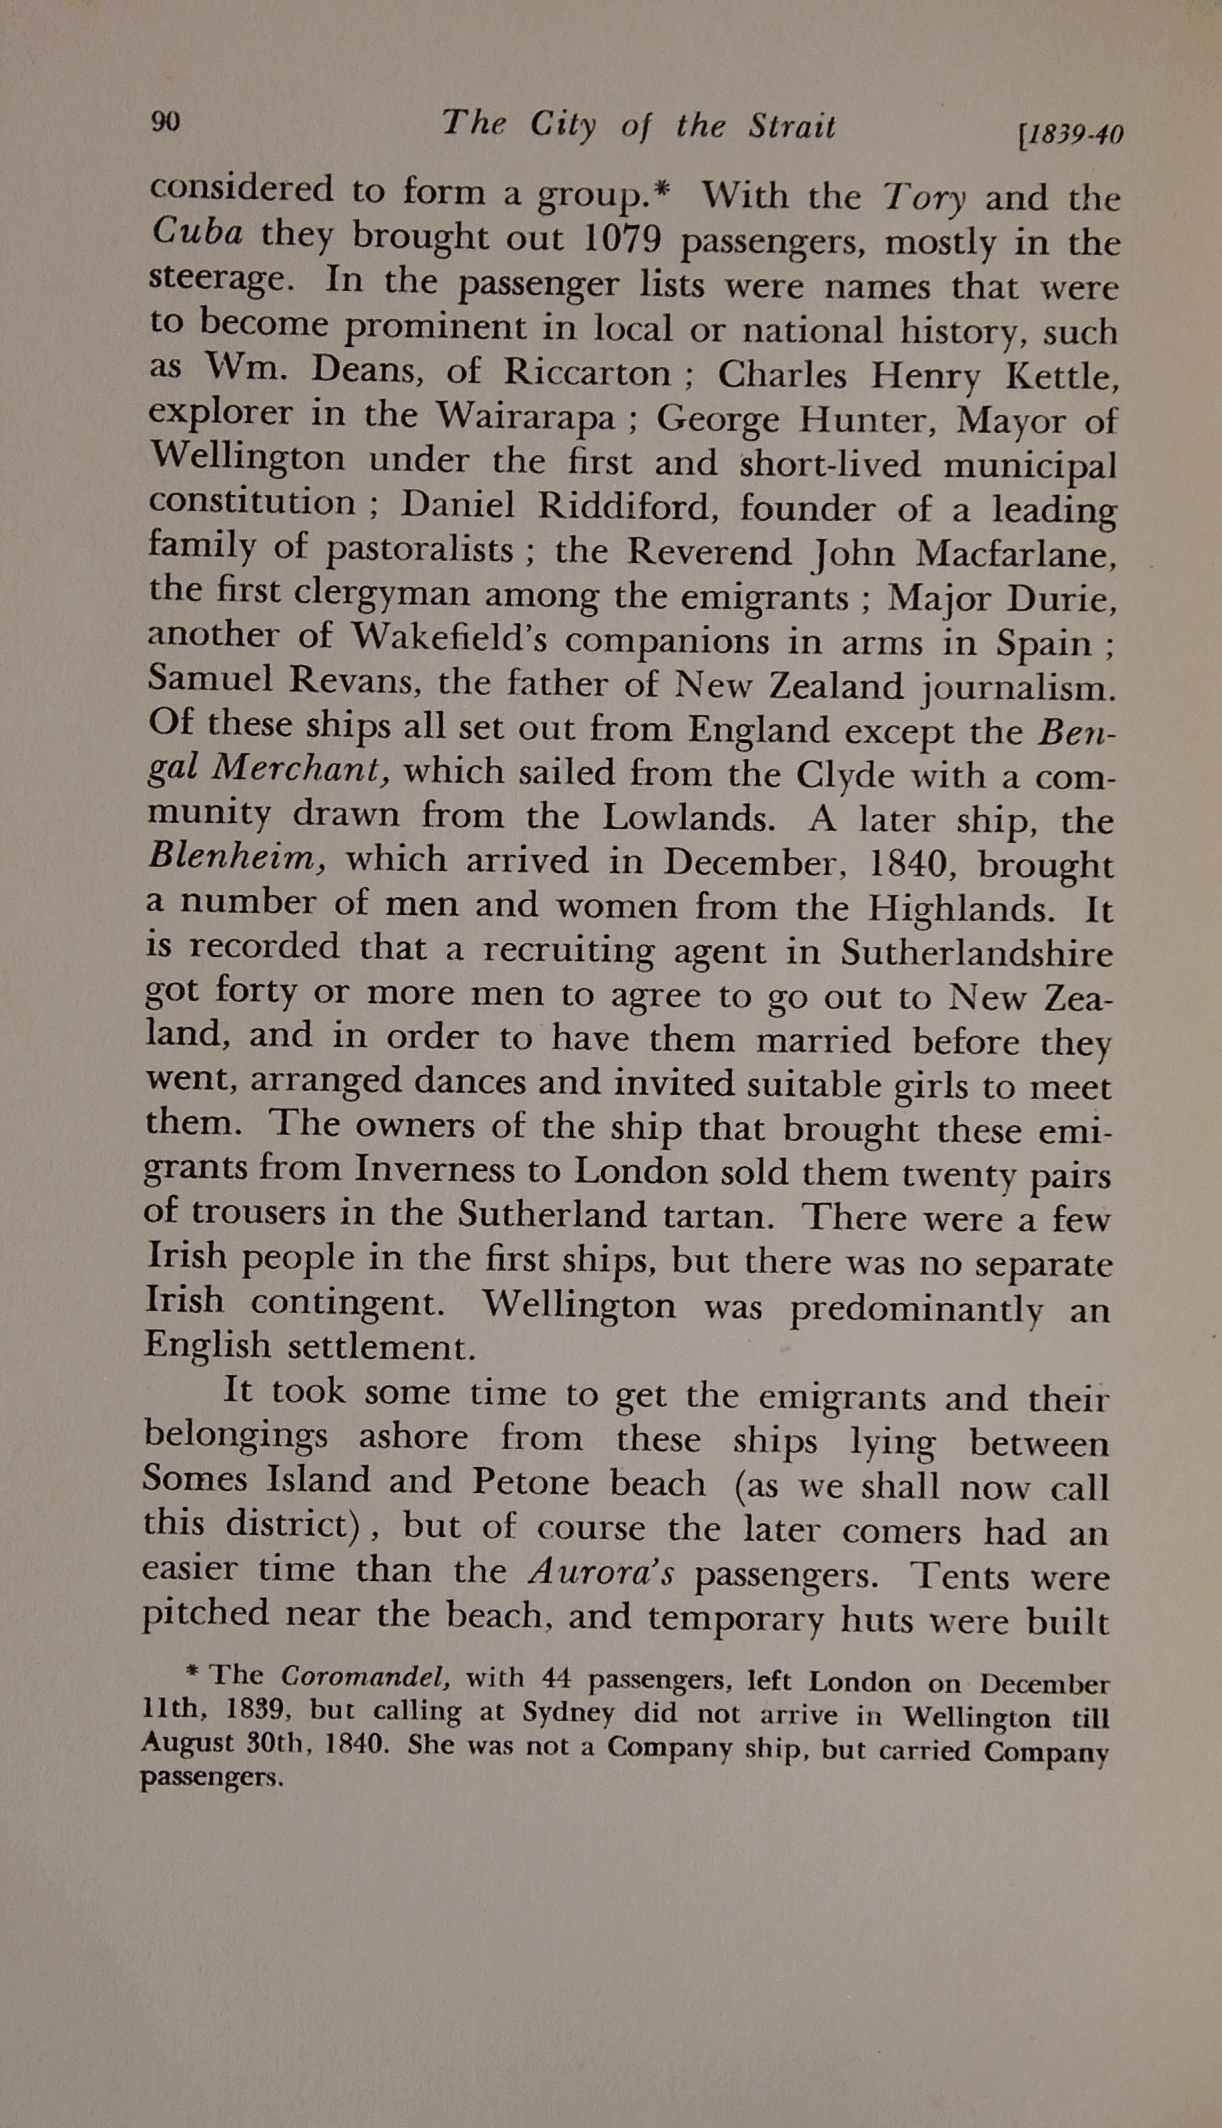 90 The City of the Strait [1839-40
considered to form a group.* With the Tory and the
Cuba they brought out 1079 passengers, mostly in the
steerage. In the passenger lists were names that were
to become prominent in local or national history, such
as Wm. Deans, of Riccarton ; Charles Henry Kettle,
explorer in the Wairarapa ; George Hunter, Mayor of
Wellington under the first and short-lived municipal
constitution ; Daniel Riddiford, founder of a leading
family of pastoralists ; the Reverend John Macfarlane,
the first clergyman among the emigrants ; Major Durie,
another of Wakefield's companions in arms in Spain ;
Samuel Revans, the father of New Zealand journalism.
Of these ships all set out from England except the Ben-
gal Merchant, which sailed from the Clyde with a com-
munity drawn from the Lowlands. A later ship, the
Blenheim, which arrived in December, 1840, brought
a number of men and women from the Highlands. It
is recorded that a recruiting agent in Sutherlandshire
got forty or more men to agree to go out to New Zea-
land, and in order to have them married before they
went, arranged dances and invited suitable girls to meet
them. The owners of the ship that brought these emi-
grants from Inverness to London sold them twenty pairs
of trousers in the Sutherland tartan. There were a few
Irish people in the first ships, but there was no separate
Irish contingent. Wellington was predominantly an
English settlement.
It took some time to get the emigrants and their
belongings ashore from these ships lying between
Somes Island and Petone beach (as we shall now call
this district) , but of course the later comers had an
easier time than the Aurora's passengers. Tents were
pitched near the beach, and temporary huts were built
* The Coromandel, with 44 passengers, left London on December
11th, 1839, but calling at Sydney did not arrive in Wellington till
August 30th, 1840. She was not a Company ship, but carried Company
passengers.